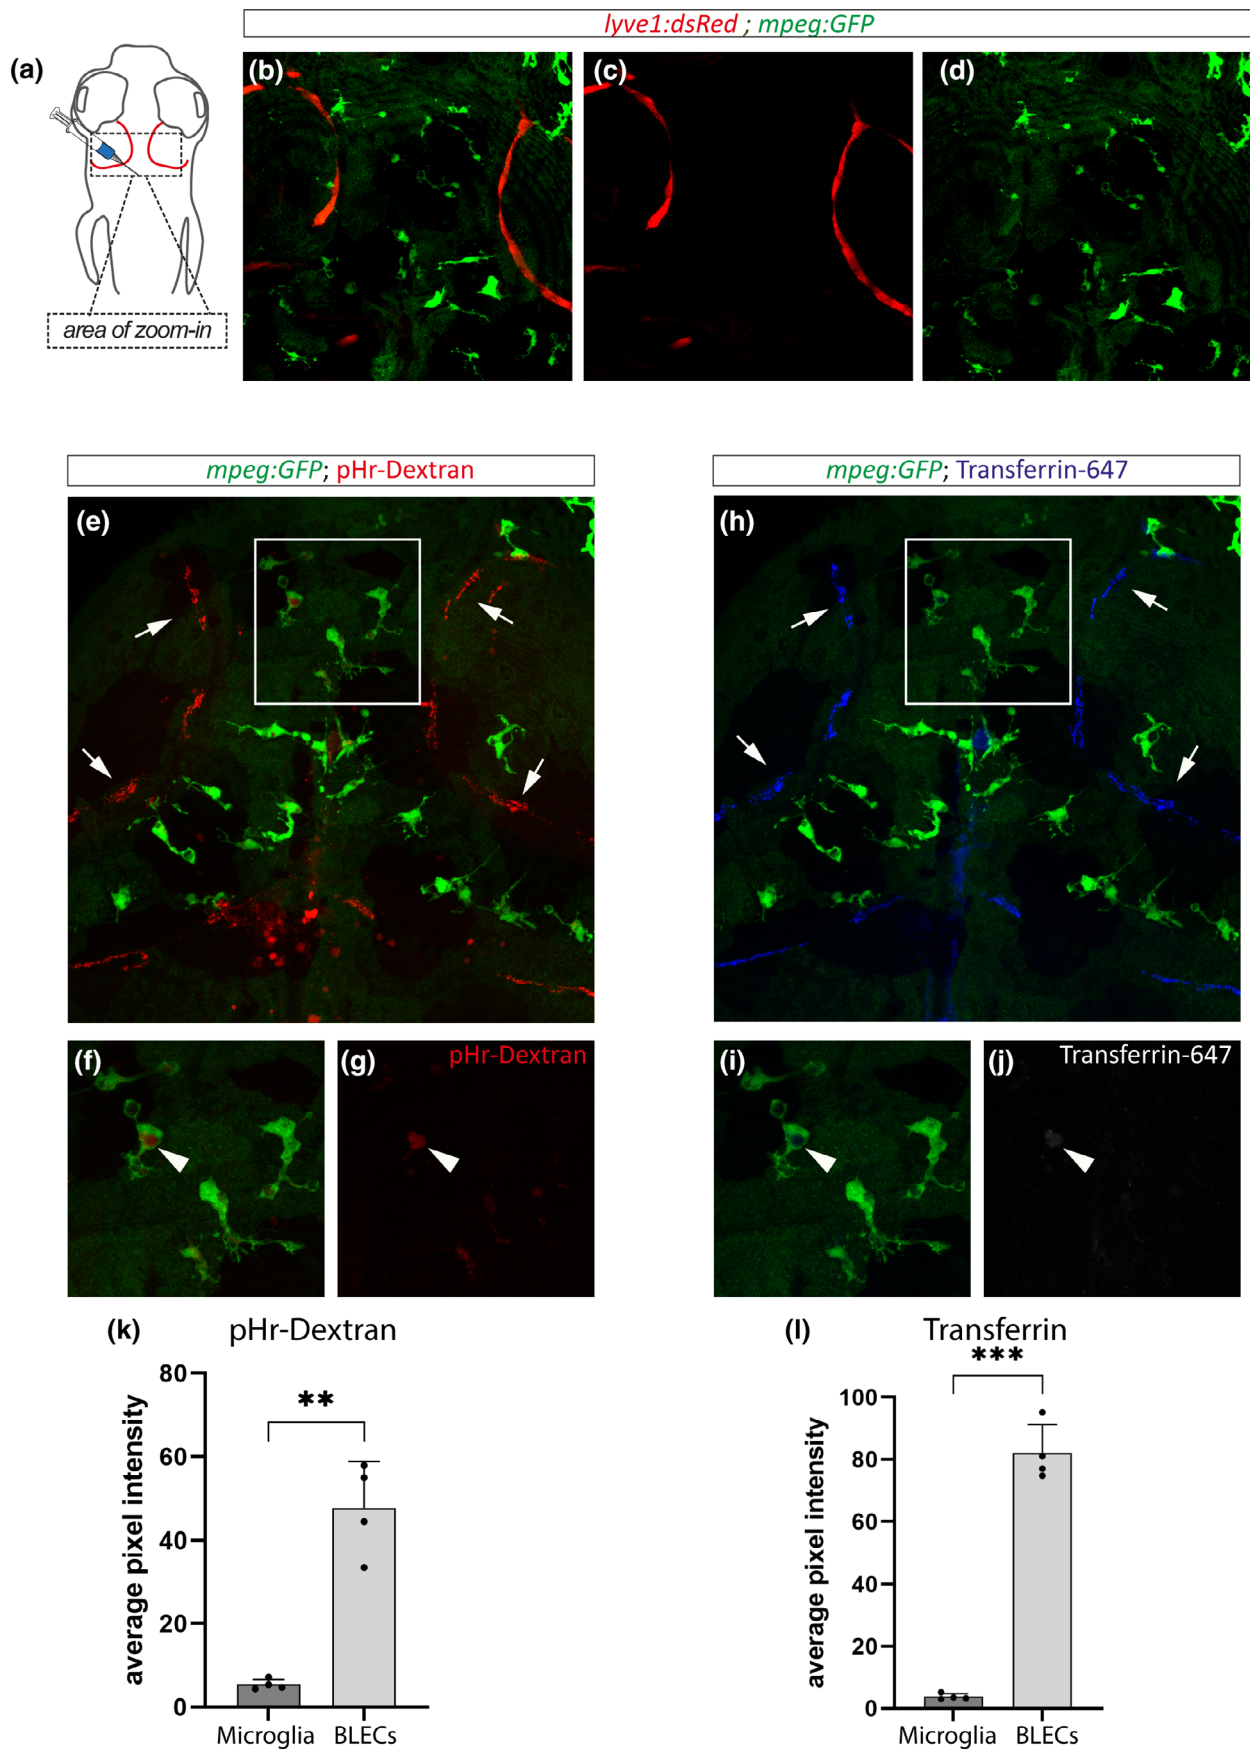 lyve1:dsRed ; mpeg:GFP
(a)
(b)
(c)
(d)
area of zoom-in
mpeg:GFP; pHr-Dextran
mpeg:GFP; Transferrin-647
(e)
(h)
(f)
(g)
pHr-Dextran
(i)
(j)
Transferrin-647
(k)
pHr-Dextran
80
60
40
20
0
average pixel intensity
**
Microglia
BLECs
(l)
Transferrin
***
100
80
60
40
20
0
average pixel intensity
Microglia
BLECs